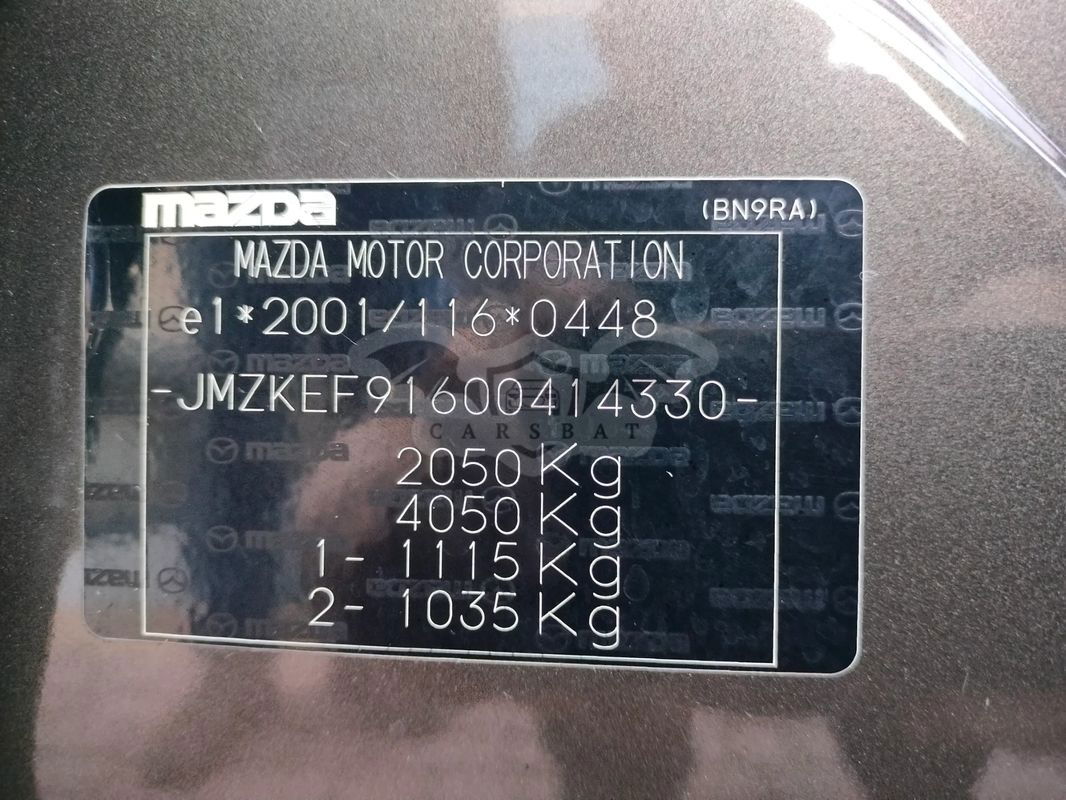 mazda
(BN9RA)
MAZDA MOTOR CORPORATION
e1*2001/116*0448
-JMZKEF91600414330-
CARSBAT
2050 Kg
4050 Kg
1- 1115 Kg
2- 1035 Kg